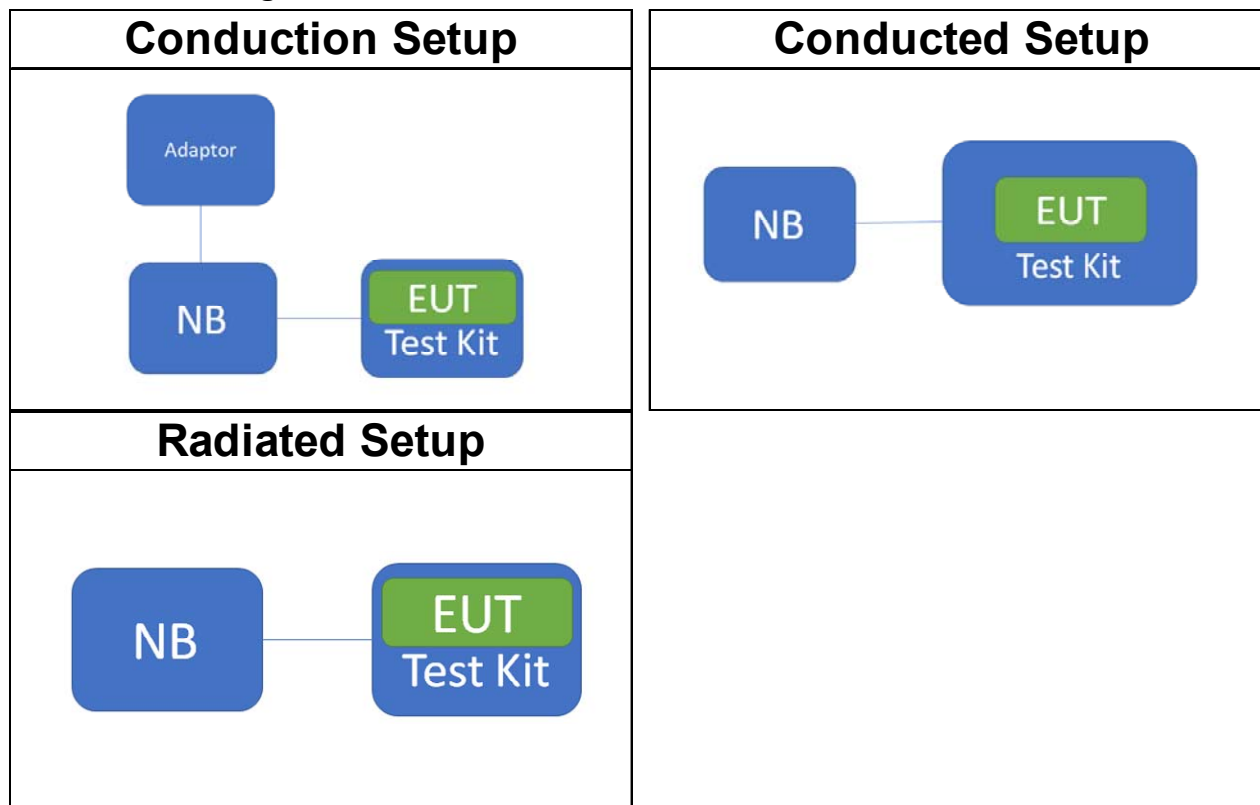 Conduction Setup
Adaptor
NB
EUT
Test Kit
Conducted Setup
NB
EUT
Test Kit
Radiated Setup
NB
EUT
Test Kit